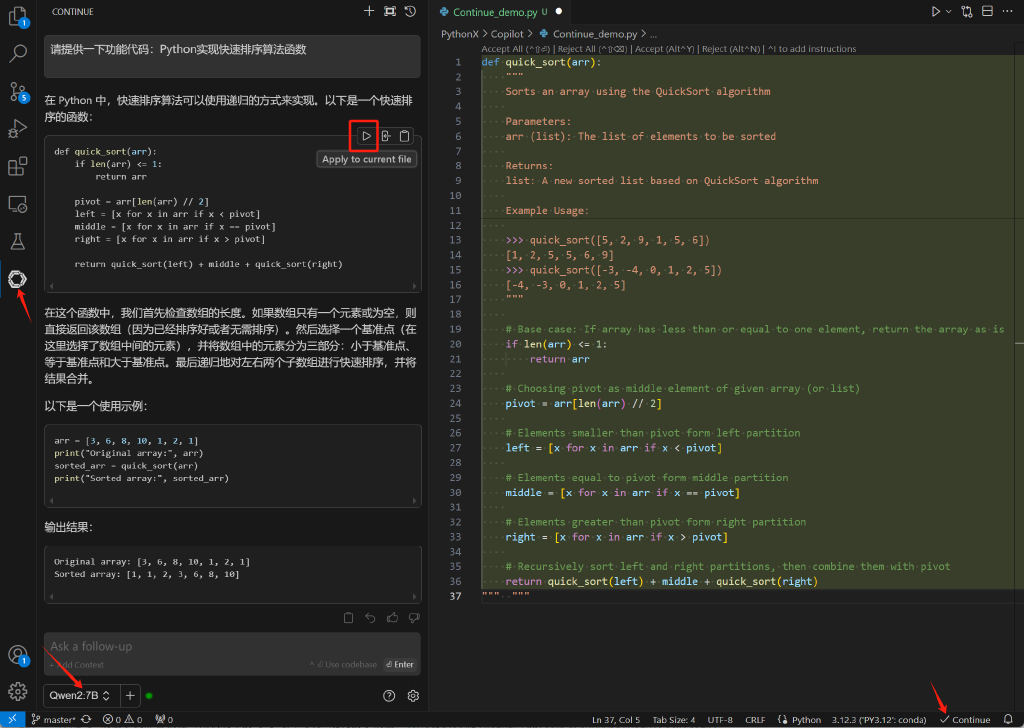 CONTINUE
请提供一下功能代码：Python实现快速排序算法函数
在 Python 中，快速排序算法可以使用递归的方式来实现。以下是一个快速排
序的函数：
Apply to current file
def quick_sort(arr):
    if len(arr) <= 1:
        return arr
    pivot = arr[len(arr) // 2]
    left = [x for x in arr if x < pivot]
    middle = [x for x in arr if x == pivot]
    right = [x for x in arr if x > pivot]
    return quick_sort(left) + middle + quick_sort(right)
在这个函数中，我们首先检查数组的长度。如果数组只有一个元素或为空，则
直接返回该数组（因为已经排序好或者无需排序）。然后选择一个基准点（在
这里选择了数组中间的元素），并将数组中的元素分为三部分：小于基准点、
等于基准点和大于基准点。最后递归地对左右两个子数组进行快速排序，并将
结果合并。
以下是一个使用示例：
arr = [3, 6, 8, 10, 1, 2, 1]
print("Original array:", arr)
sorted_arr = quick_sort(arr)
print("Sorted array:", sorted_arr)
输出结果：
Original array: [3, 6, 8, 10, 1, 2, 1]
Sorted array: [1, 1, 2, 3, 6, 8, 10]
Ask a follow-up
+ Add Context
Use codebase
Enter
Qwen2:7B
1
5
1
Continue_demo.py U
PythonX > Copilot > Continue_demo.py > ...
Accept All (^⇧⏎) | Reject All (^⇧⌫) | Accept (Alt^Y) | Reject (Alt^N) | ^I to add instructions
1 def quick_sort(arr):
2     """
3     Sorts an array using the QuickSort algorithm
4
5     Parameters:
6     arr (list): The list of elements to be sorted
7
8     Returns:
9     list: A new sorted list based on QuickSort algorithm
10
11     Example Usage:
12
13     >>> quick_sort([5, 2, 9, 1, 5, 6])
14     [1, 2, 5, 5, 6, 9]
15     >>> quick_sort([-3, -4, 0, 1, 2, 5])
16     [-4, -3, 0, 1, 2, 5]
17     """
18
19     # Base case: If array has less than or equal to one element, return the array as is
20     if len(arr) <= 1:
21         return arr
22
23     # Choosing pivot as middle element of given array (or list)
24     pivot = arr[len(arr) // 2]
25
26     # Elements smaller than pivot form left partition
27     left = [x for x in arr if x < pivot]
28
29     # Elements equal to pivot form middle partition
30     middle = [x for x in arr if x == pivot]
31
32     # Elements greater than pivot form right partition
33     right = [x for x in arr if x > pivot]
34
35     # Recursively sort left and right partitions, then combine them with pivot
36     return quick_sort(left) + middle + quick_sort(right)
37 """ """
master* 0 0 0 Ln 37, Col 5 Tab Size: 4 UTF-8 CRLF Python 3.12.3 ('PY3.12': conda) Continue